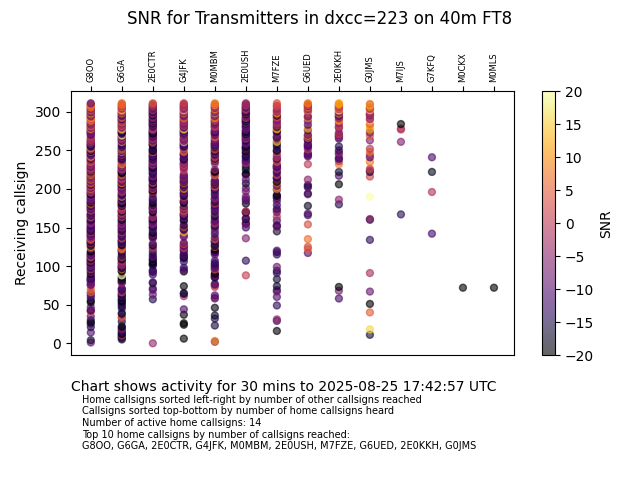 SNR for Transmitters in dxcc=223 on 40m FT8
G8OO G6GA 2E0CTR G4JFK M0MBM 2E0USH M7FZE G6UED 2E0KKH G0JMS M7IJS G7KFQ M0CKX M0MLS
300
250
200
150
100
50
0
Receiving callsign
20
15
10
5
0
−5
−10
−15
−20
SNR
Chart shows activity for 30 mins to 2025-08-25 17:42:57 UTC
Home callsigns sorted left-right by number of other callsigns reached
Callsigns sorted top-bottom by number of home callsigns heard
Number of active home callsigns: 14
Top 10 home callsigns by number of callsigns reached:
G8OO, G6GA, 2E0CTR, G4JFK, M0MBM, 2E0USH, M7FZE, G6UED, 2E0KKH, G0JMS